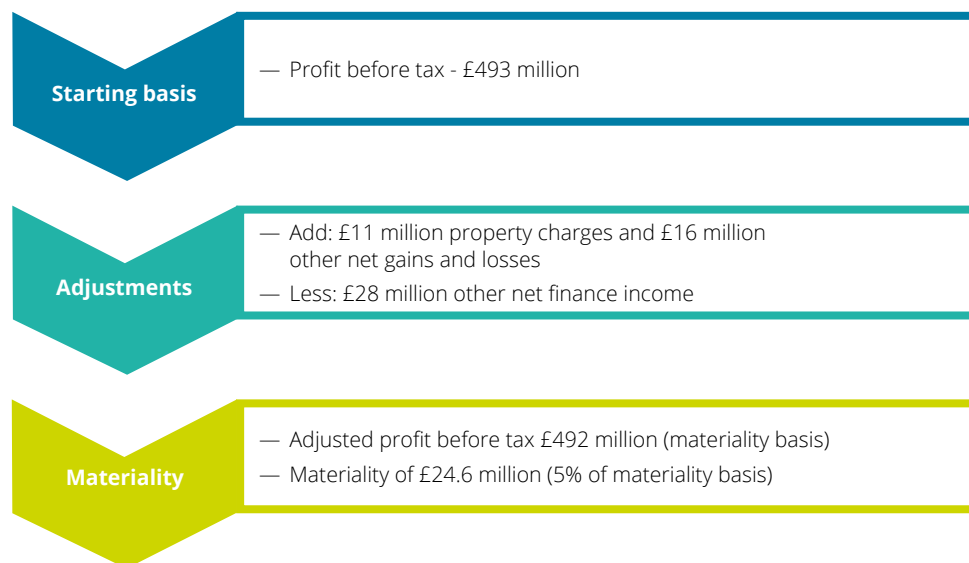 Starting basis
— Profit before tax - £493 million
Adjustments
— Add: £11 million property charges and £16 million
other net gains and losses
— Less: £28 million other net finance income
Materiality
— Adjusted profit before tax £492 million (materiality basis)
— Materiality of £24.6 million (5% of materiality basis)